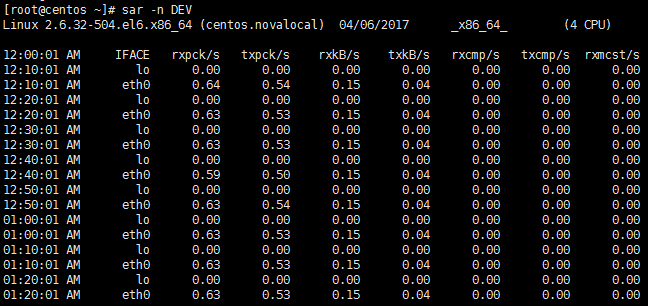 [root@centos ~]# sar -n DEV
Linux 2.6.32-504.el6.x86_64 (centos.novalocal)  04/06/2017      _x86_64_        (4 CPU)

12:00:01 AM     IFACE   rxpck/s   txpck/s    rxkB/s    txkB/s   rxcmp/s   txcmp/s  rxmcst/s
12:10:01 AM        lo      0.00      0.00      0.00      0.00      0.00      0.00      0.00
12:10:01 AM      eth0      0.64      0.54      0.15      0.04      0.00      0.00      0.00
12:20:01 AM        lo      0.00      0.00      0.00      0.00      0.00      0.00      0.00
12:20:01 AM      eth0      0.63      0.53      0.15      0.04      0.00      0.00      0.00
12:30:01 AM        lo      0.00      0.00      0.00      0.00      0.00      0.00      0.00
12:30:01 AM      eth0      0.63      0.53      0.15      0.04      0.00      0.00      0.00
12:40:01 AM        lo      0.00      0.00      0.00      0.00      0.00      0.00      0.00
12:40:01 AM      eth0      0.59      0.50      0.15      0.04      0.00      0.00      0.00
12:50:01 AM        lo      0.00      0.00      0.00      0.00      0.00      0.00      0.00
12:50:01 AM      eth0      0.63      0.54      0.15      0.04      0.00      0.00      0.00
01:00:01 AM        lo      0.00      0.00      0.00      0.00      0.00      0.00      0.00
01:00:01 AM      eth0      0.63      0.53      0.15      0.04      0.00      0.00      0.00
01:10:01 AM        lo      0.00      0.00      0.00      0.00      0.00      0.00      0.00
01:10:01 AM      eth0      0.63      0.53      0.15      0.04      0.00      0.00      0.00
01:20:01 AM        lo      0.00      0.00      0.00      0.00      0.00      0.00      0.00
01:20:01 AM      eth0      0.63      0.53      0.15      0.04      0.00      0.00      0.00